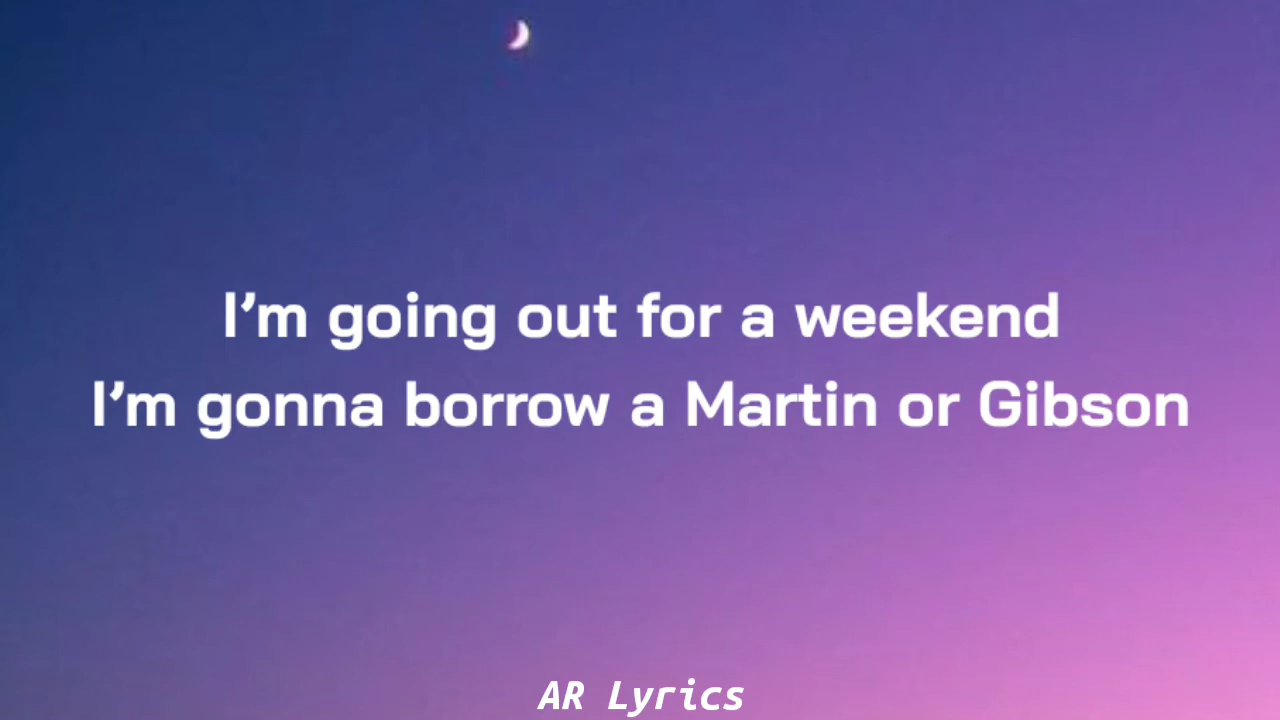 I’m going out for a weekend
I’m gonna borrow a Martin or Gibson
AR Lyrics